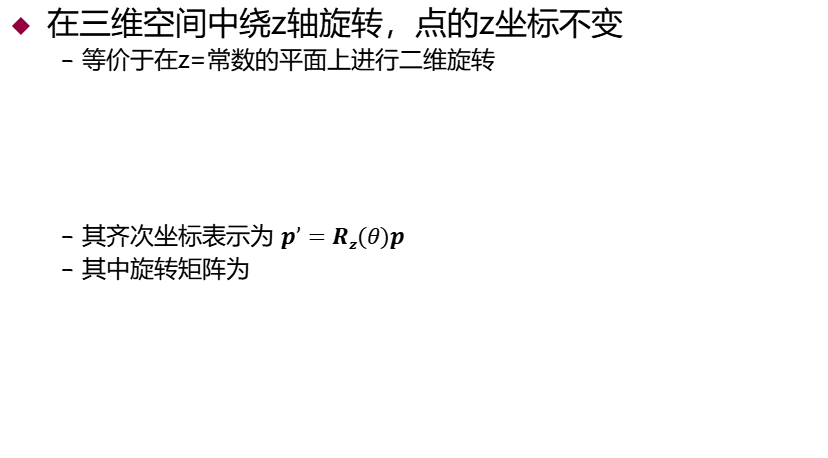 ◆ 在三维空间中绕z轴旋转，点的z坐标不变
– 等价于在z=常数的平面上进行二维旋转
– 其齐次坐标表示为 p’ = Rz(θ)p
– 其中旋转矩阵为